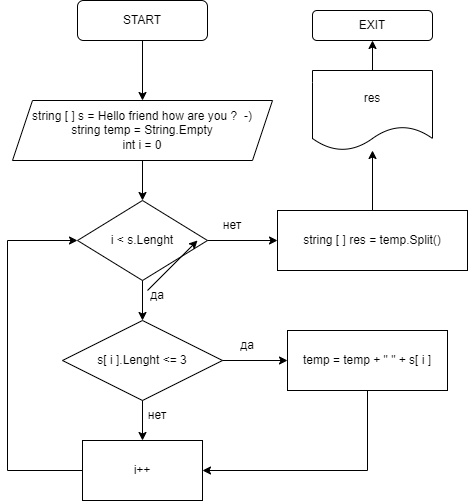 START
EXIT
string [ ] s = Hello friend how are you ?  -)
string temp = String.Empty
int i = 0
res
i < s.Lenght
нет
string [ ] res = temp.Split()
да
s[ i ].Lenght <= 3
да
temp = temp + " " + s[ i ]
нет
i++